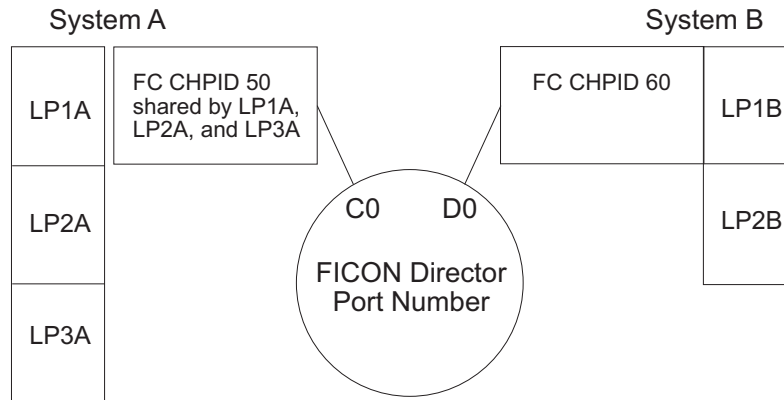 System A
System B
LP1A
FC CHPID 50
shared by LP1A,
LP2A, and LP3A
FC CHPID 60
LP1B
LP2A
C0
D0
LP2B
FICON Director
Port Number
LP3A